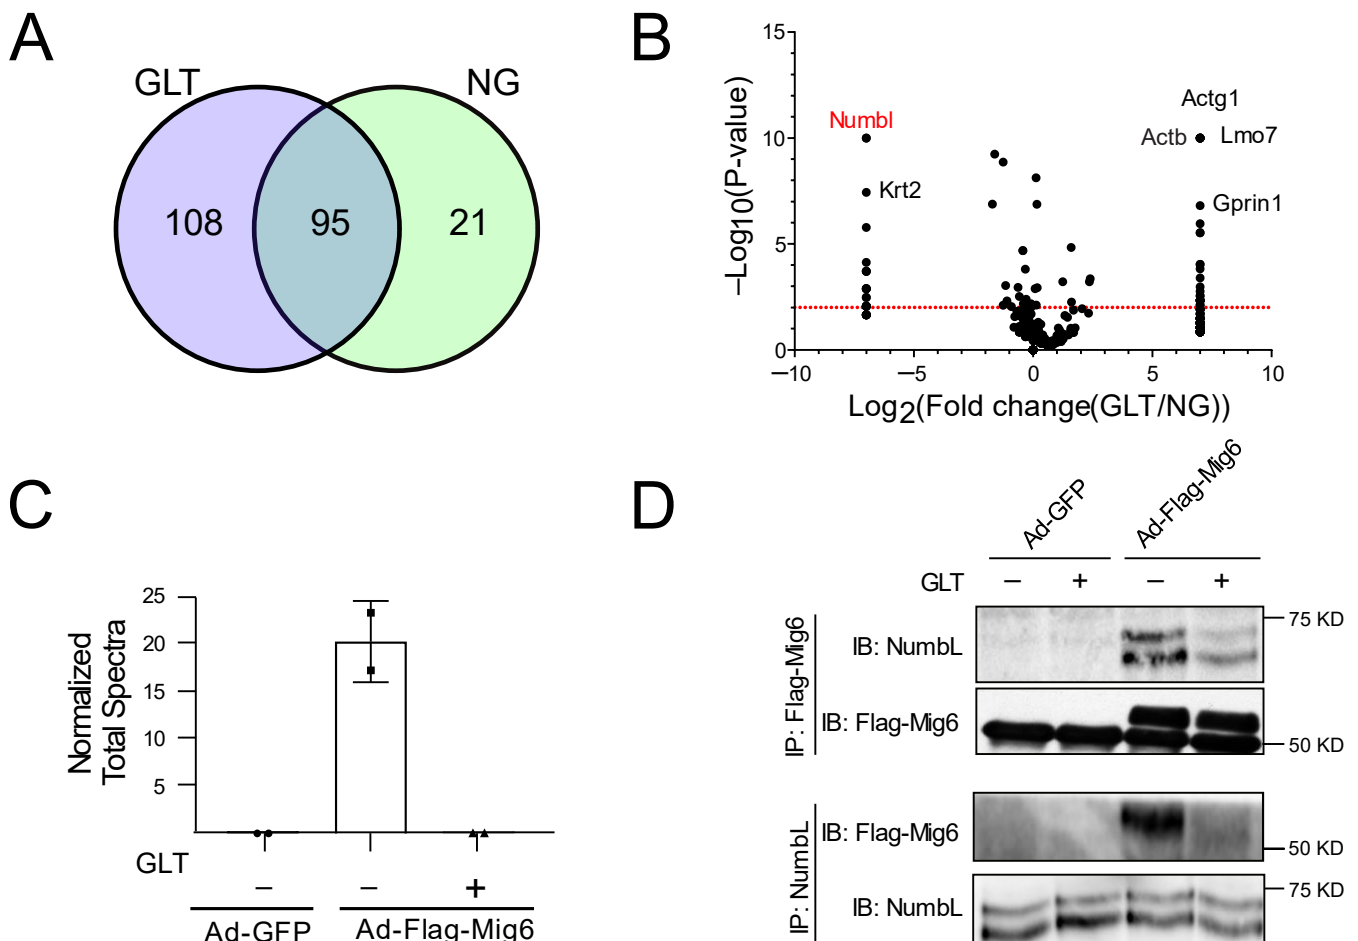 A
GLT
NG
108
95
21
B
15
10
5
0
−Log10(P-value)
Numbl
Krt2
Actg1
Actb
Lmo7
Gprin1
−10
−5
0
5
10
Log2(Fold change(GLT/NG))
C
Normalized
Total Spectra
25
20
15
10
5
GLT
−
−
+
Ad-GFP
Ad-Flag-Mig6
D
Ad-GFP
Ad-Flag-Mig6
GLT
−
+
−
+
IP: Flag-Mig6
IB: NumbL
75 KD
IB: Flag-Mig6
50 KD
IP: NumbL
IB: Flag-Mig6
50 KD
IB: NumbL
75 KD